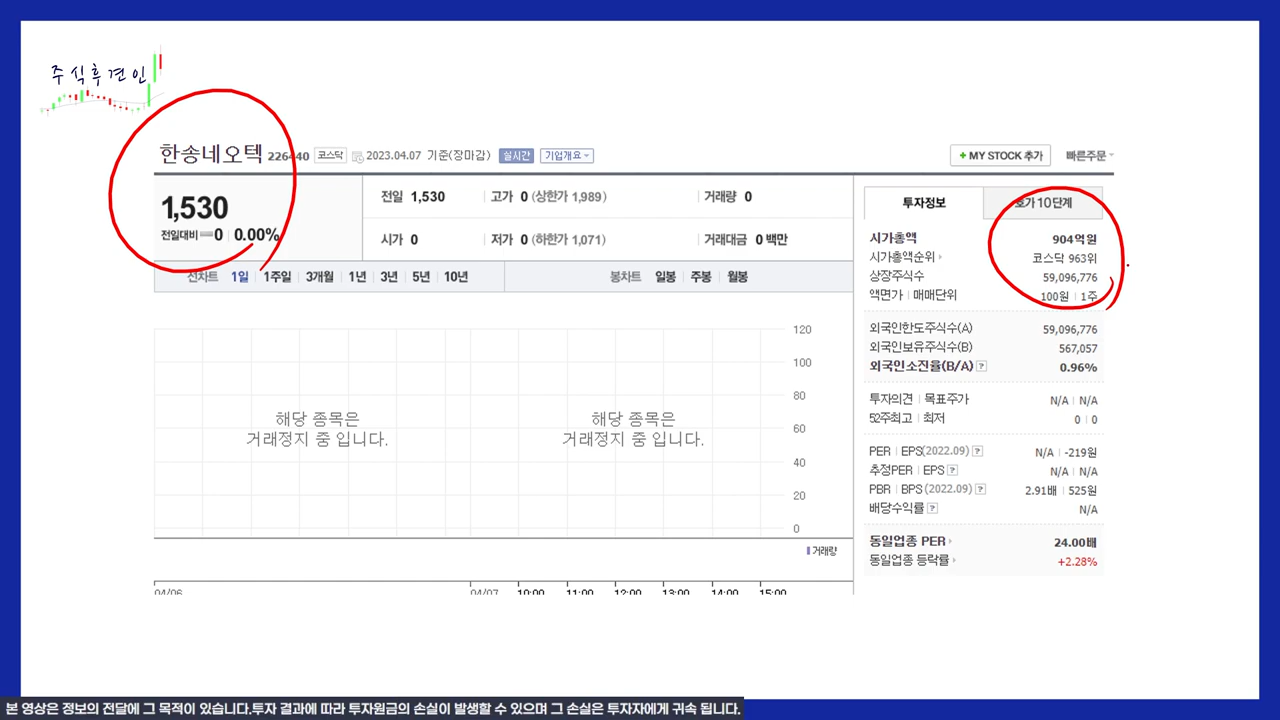 주식후견인
한송네오텍 226440 코스닥 2023.04.07 기준(장마감) 실시간 기업개요
+ MY STOCK 추가 빠른주문
1,530
전일대비 0 0.00%
전일 1,530 고가 0 (상한가 1,989) 거래량 0
시가 0 저가 0 (하한가 1,071) 거래대금 0 백만
선차트 1일 1주일 3개월 1년 3년 5년 10년 봉차트 일봉 주봉 월봉
해당 종목은 해당 종목은
거래정지 중 입니다. 거래정지 중 입니다.
120
100
80
60
40
20
0
거래량
04/06 04/07 10:00 11:00 12:00 13:00 14:00 15:00
투자정보 호가 10단계
시가총액 904억원
시가총액순위 코스닥 963위
상장주식수 59,096,776
액면가 매매단위 100원 1주
외국인한도주식수(A) 59,096,776
외국인보유주식수(B) 567,057
외국인소진율(B/A) ? 0.96%
투자의견 목표주가 N/A N/A
52주최고 최저 0 0
PER EPS(2022.09) ? N/A -219원
추정PER EPS ? N/A N/A
PBR BPS (2022.09) ? 2.91배 525원
배당수익률 ? N/A
동일업종 PER 24.00배
동일업종 등락률 +2.28%
본 영상은 정보의 전달에 그 목적이 있습니다.투자 결과에 따라 투자원금의 손실이 발생할 수 있으며 그 손실은 투자자에게 귀속 됩니다.